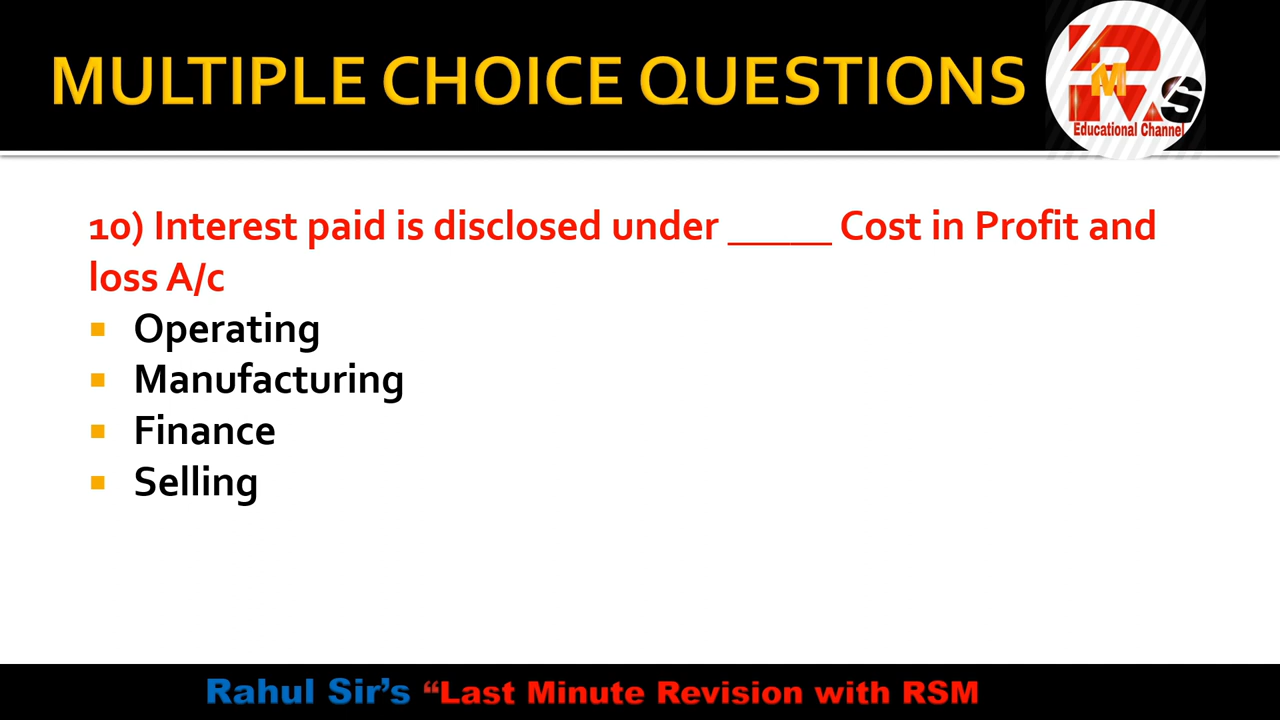 MULTIPLE CHOICE QUESTIONS
RMS
Educational Channel
10) Interest paid is disclosed under _____ Cost in Profit and
loss A/c
Operating
Manufacturing
Finance
Selling
Rahul Sir’s “Last Minute Revision with RSM